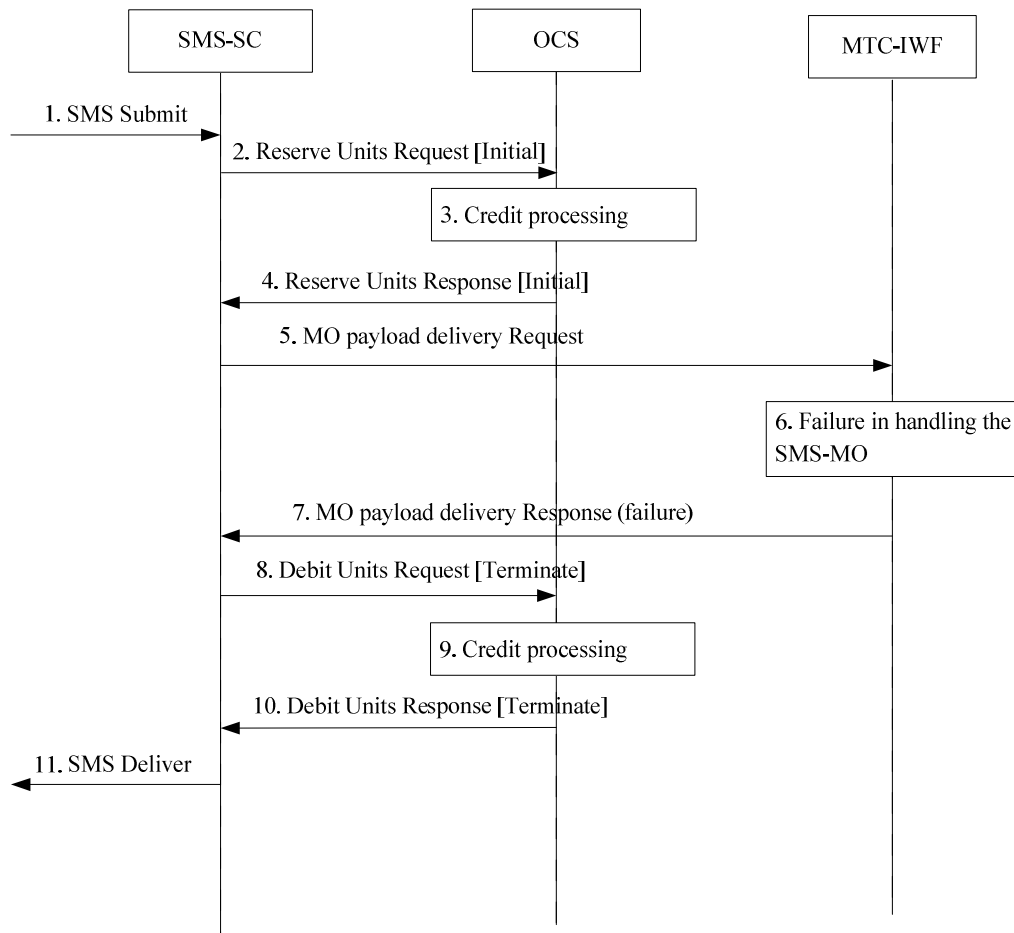 SMS-SC
OCS
MTC-IWF
1. SMS Submit
2. Reserve Units Request [Initial]
3. Credit processing
4. Reserve Units Response [Initial]
5. MO payload delivery Request
6. Failure in handling the
SMS-MO
7. MO payload delivery Response (failure)
8. Debit Units Request [Terminate]
9. Credit processing
10. Debit Units Response [Terminate]
11. SMS Deliver